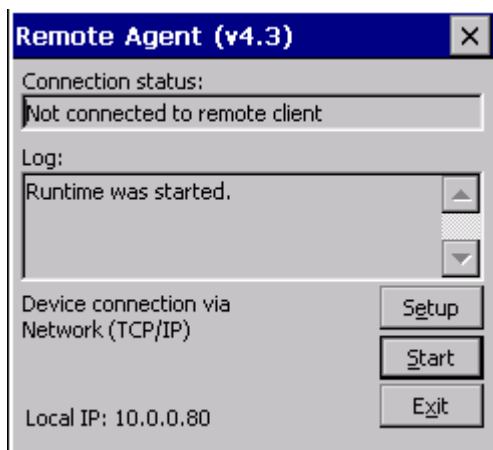 Remote Agent (v4.3)
Connection status:
Not connected to remote client
Log:
Runtime was started.
Device connection via
Network (TCP/IP)
Setup
Start
Exit
Local IP: 10.0.0.80